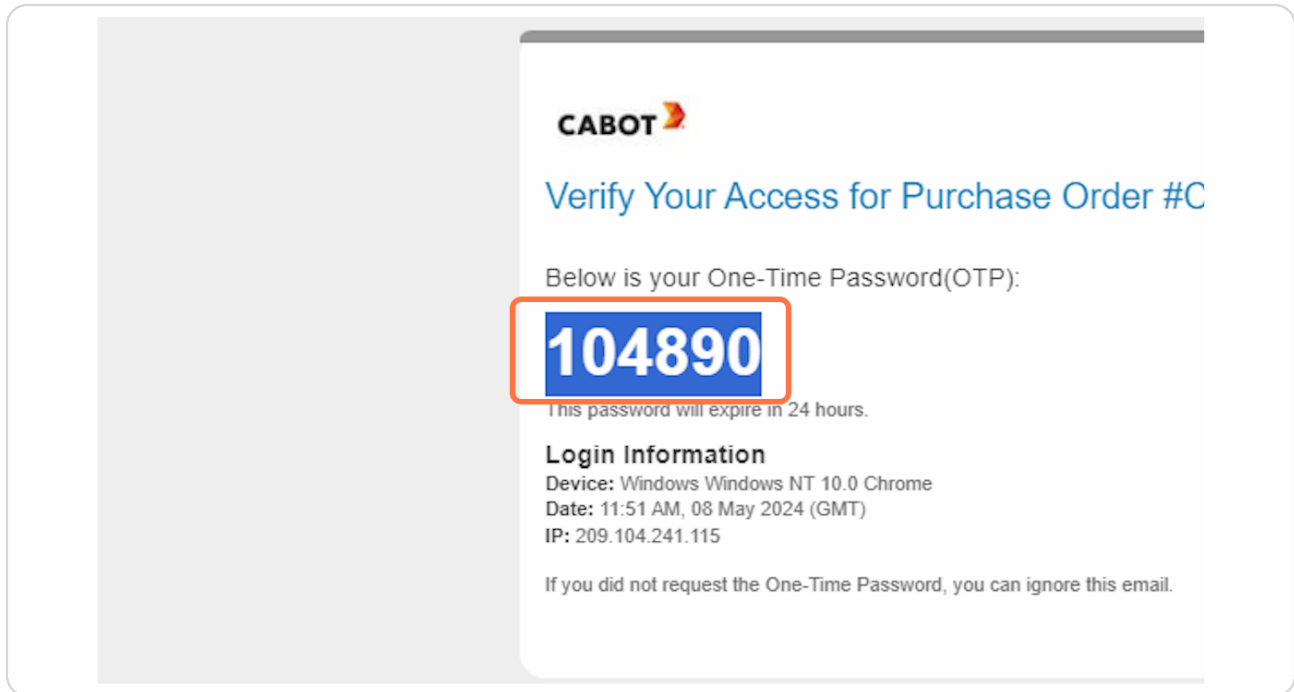 CABOT
Verify Your Access for Purchase Order #C
Below is your One-Time Password(OTP):
104890
This password will expire in 24 hours.
Login Information
Device: Windows Windows NT 10.0 Chrome
Date: 11:51 AM, 08 May 2024 (GMT)
IP: 209.104.241.115
If you did not request the One-Time Password, you can ignore this email.